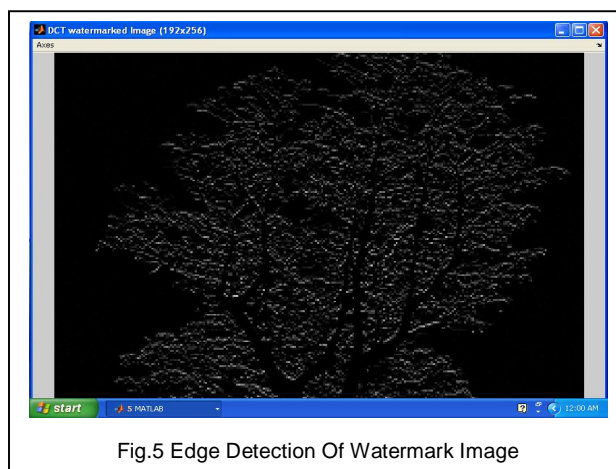 DCT watermarked Image (192x256)
Axes
start
5 MATLAB
12:00 AM
Fig.5 Edge Detection Of Watermark Image